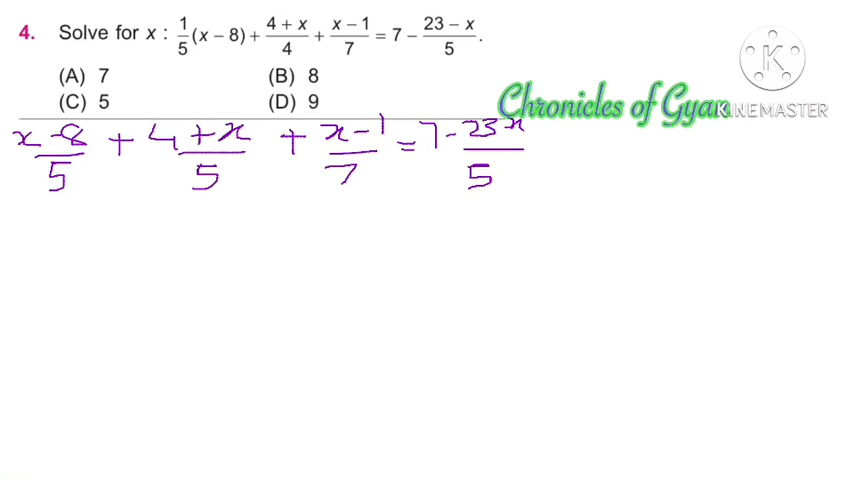 4. Solve for x : 1/5 (x – 8) + (4 + x)/4 + (x – 1)/7 = 7 – (23 – x)/5 .
(A) 7 (B) 8
(C) 5 (D) 9
Chronicles of Gyan
K KINEMASTER
(x - 8)/5 + (4 + x)/5 + (x - 1)/7 = 7 - (23 - x)/5